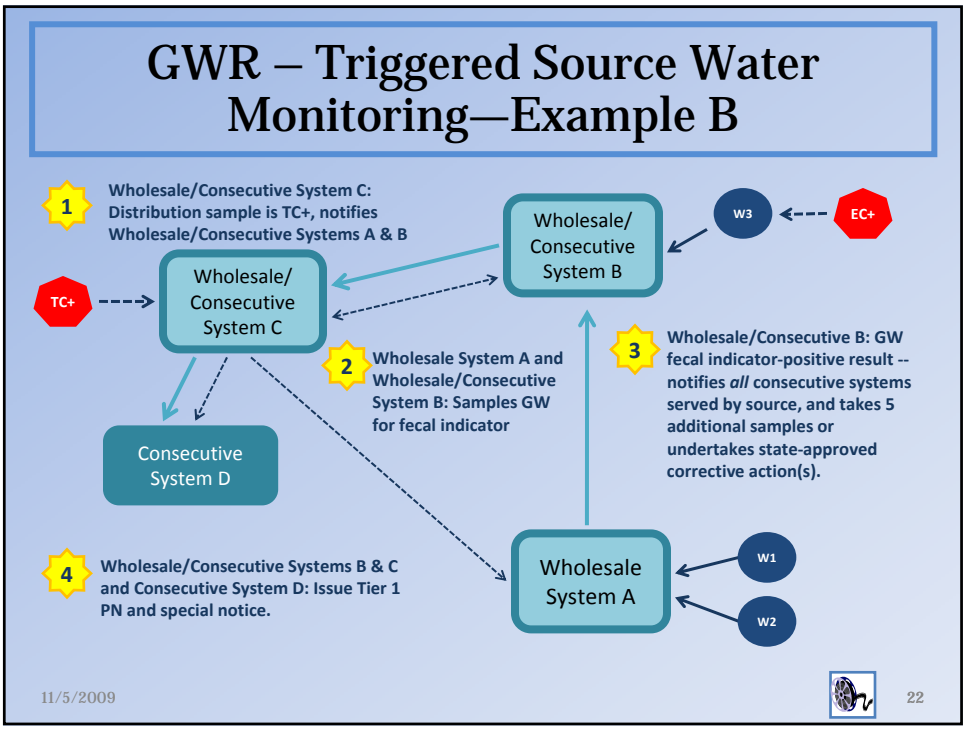 GWR – Triggered Source Water
Monitoring—Example B
1
Wholesale/Consecutive System C:
Distribution sample is TC+, notifies
Wholesale/Consecutive Systems A & B
Wholesale/
Consecutive
System B
W3
EC+
TC+
Wholesale/
Consecutive
System C
2
Wholesale System A and
Wholesale/Consecutive
System B: Samples GW
for fecal indicator
3
Wholesale/Consecutive B: GW
fecal indicator-positive result --
notifies all consecutive systems
served by source, and takes 5
additional samples or
undertakes state-approved
corrective action(s).
Consecutive
System D
4
Wholesale/Consecutive Systems B & C
and Consecutive System D: Issue Tier 1
PN and special notice.
Wholesale
System A
W1
W2
11/5/2009
22